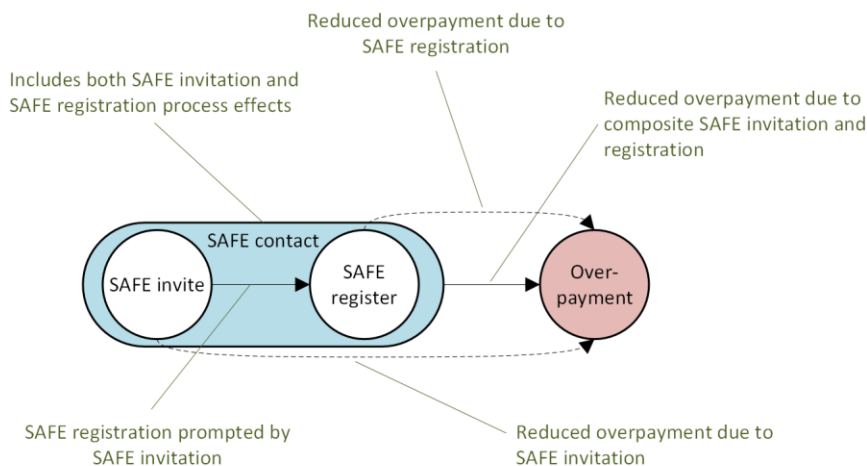 Reduced overpayment due to
SAFE registration
Includes both SAFE invitation and
SAFE registration process effects
Reduced overpayment due to
composite SAFE invitation and
registration
SAFE contact
SAFE invite
SAFE
register
Over-
payment
SAFE registration prompted by
SAFE invitation
Reduced overpayment due to
SAFE invitation